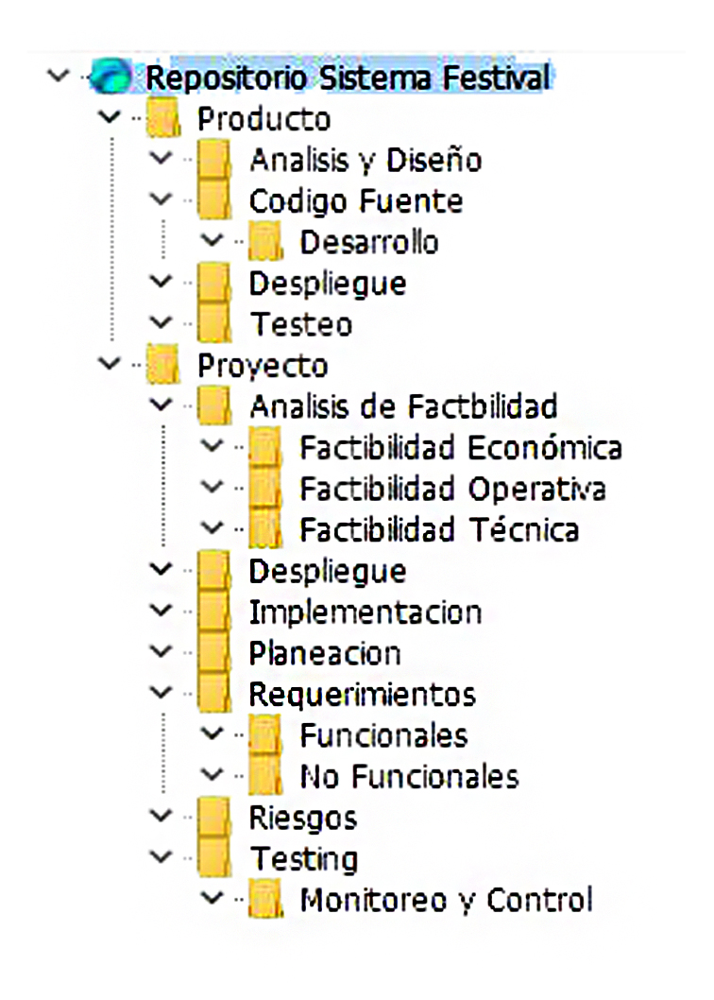 Repositorio Sistema Festival
Producto
Analisis y Diseño
Codigo Fuente
Desarrollo
Despliegue
Testeo
Proyecto
Analisis de Factbilidad
Factibilidad Económica
Factibilidad Operativa
Factibilidad Técnica
Despliegue
Implementacion
Planeacion
Requerimientos
Funcionales
No Funcionales
Riesgos
Testing
Monitoreo y Control